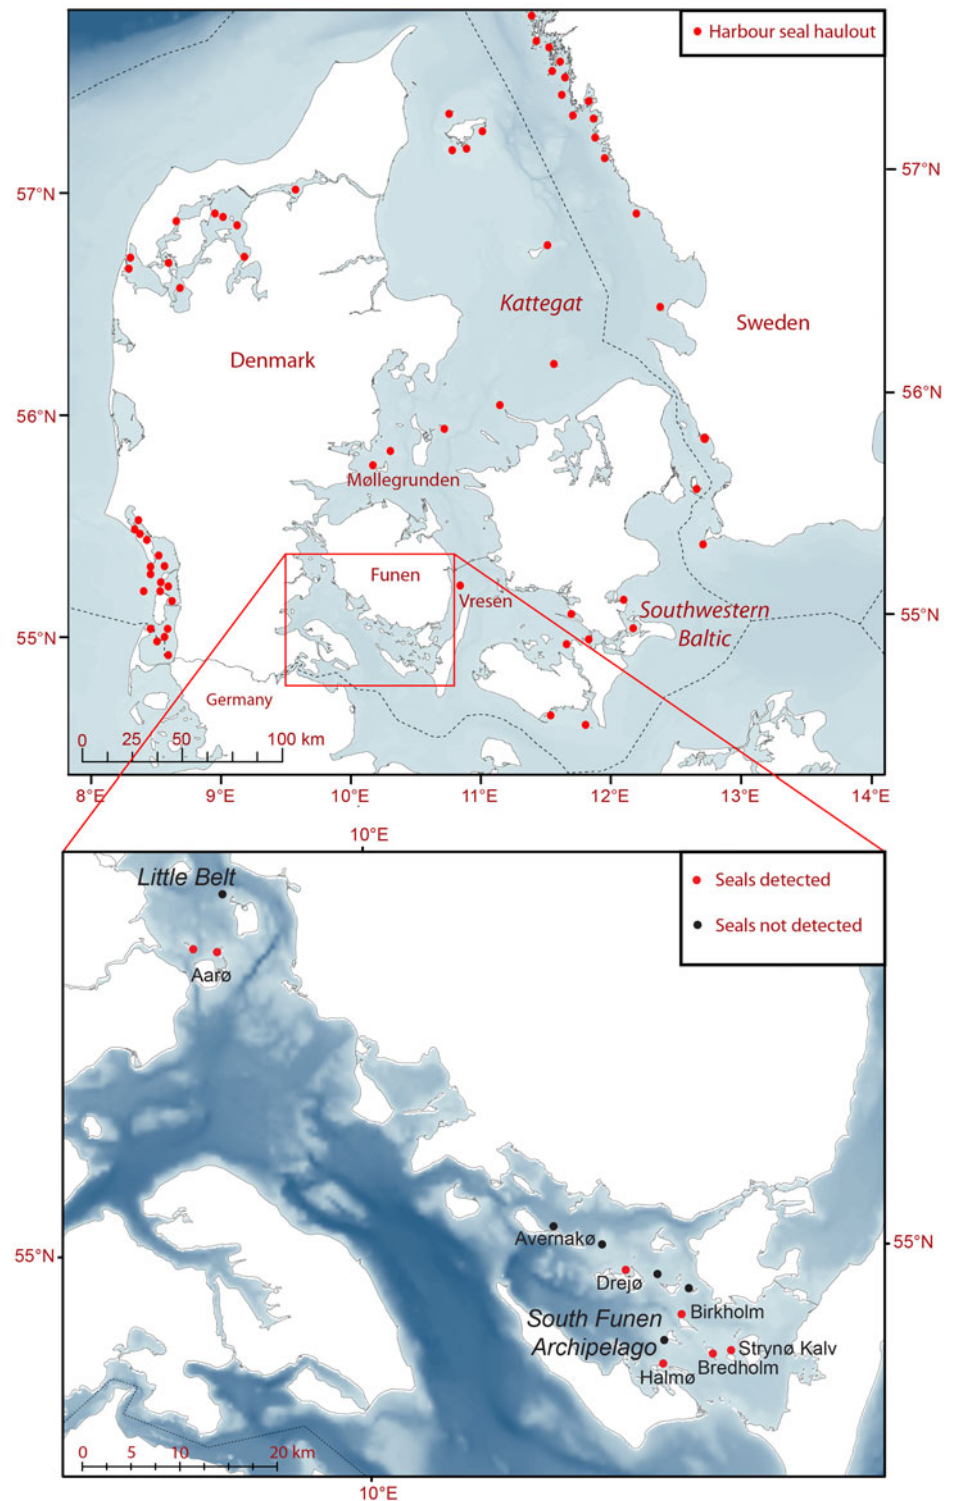 Harbour seal haulout
57°N
57°N
Kattegat
Sweden
Denmark
56°N
56°N
Møllegrunden
Funen
Vresen
Southwestern
Baltic
55°N
55°N
Germany
0 25 50 100 km
8°E 9°E 10°E 11°E 12°E 13°E 14°E
10°E
Little Belt
Seals detected
Seals not detected
Aarø
Avernakø
55°N
55°N
Drejø
Birkholm
South Funen
Archipelago
Strynø Kalv
Bredholm
Halmø
0 5 10 20 km
10°E